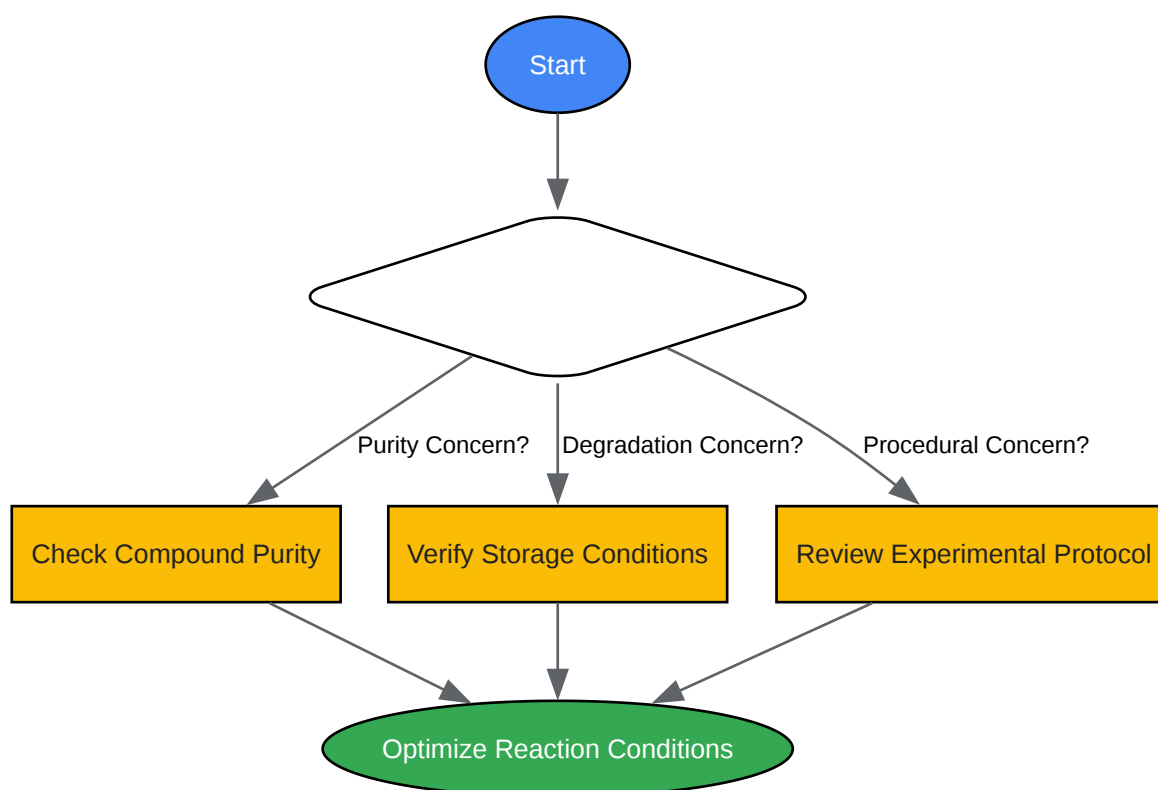 Start
Purity Concern?
Degradation Concern?
Procedural Concern?
Check Compound Purity
Verify Storage Conditions
Review Experimental Protocol
Optimize Reaction Conditions